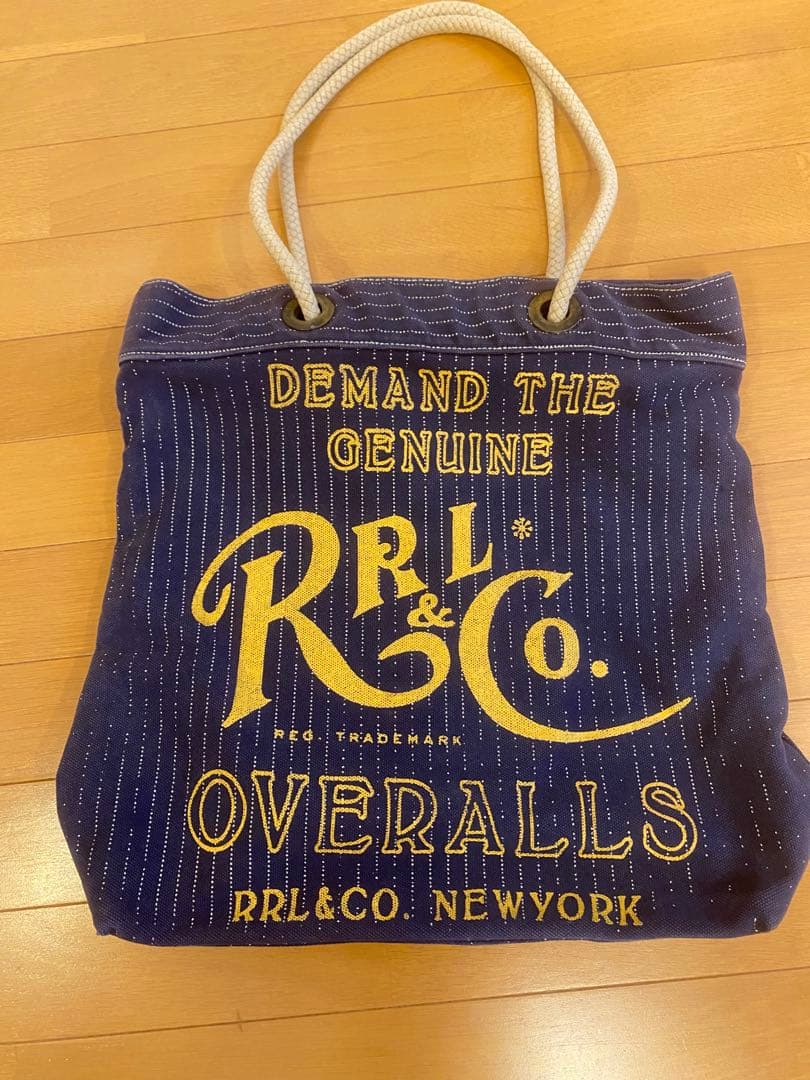 DEMAND THE
GENUINE
RRL
& Co.
REG. TRADEMARK
OVERALLS
RRL&CO. NEWYORK